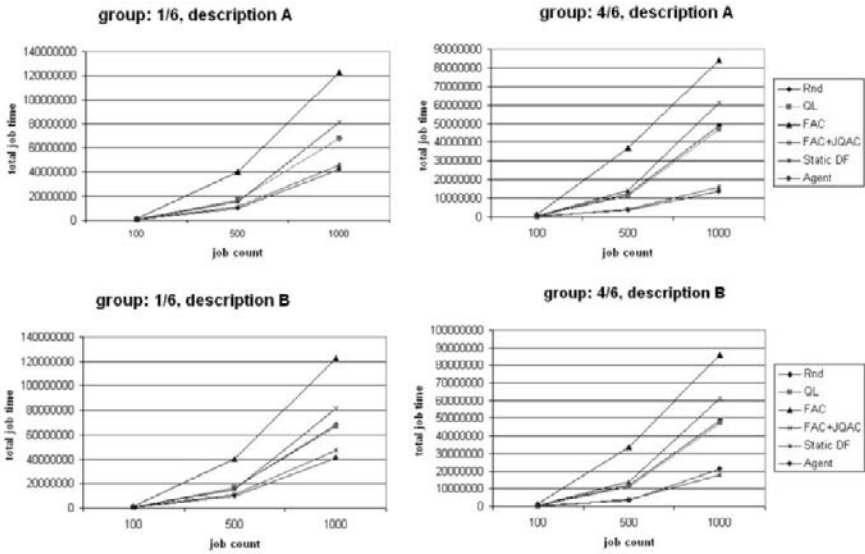 group: 1/6, description A
total job time
140000000
120000000
100000000
80000000
60000000
40000000
20000000
0
100
500
1000
job count
group: 4/6, description A
total job time
90000000
80000000
70000000
60000000
50000000
40000000
30000000
20000000
10000000
0
100
500
1000
job count
Rnd
QL
FAC
FAC+JQAC
Static DF
Agent
group: 1/6, description B
total job time
140000000
120000000
100000000
80000000
60000000
40000000
20000000
0
100
500
1000
job count
group: 4/6, description B
total job time
100000000
90000000
80000000
70000000
60000000
50000000
40000000
30000000
20000000
10000000
0
100
500
1000
job count
Rnd
QL
FAC
FAC+JQAC
Static DF
Agent